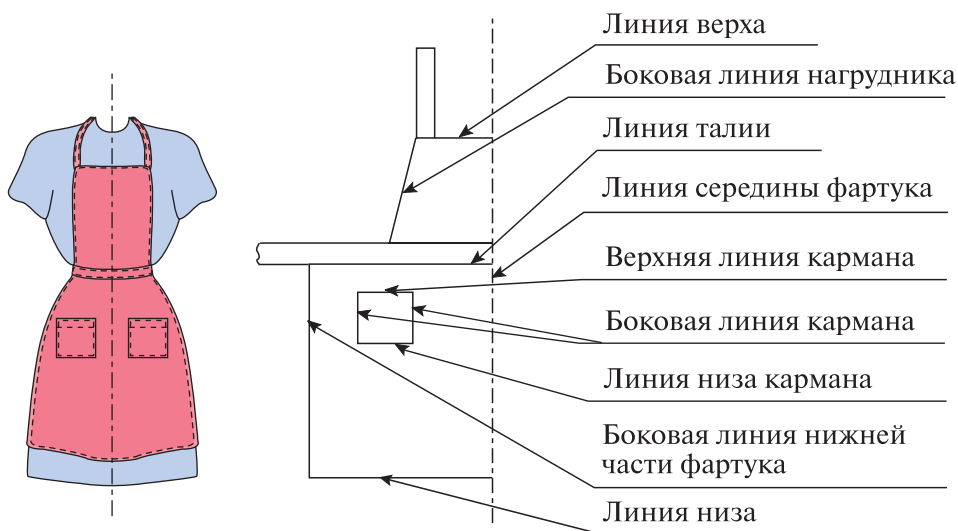 Линия верха
Боковая линия нагрудника
Линия талии
Линия середины фартука
Верхняя линия кармана
Боковая линия кармана
Линия низа кармана
Боковая линия нижней
части фартука
Линия низа